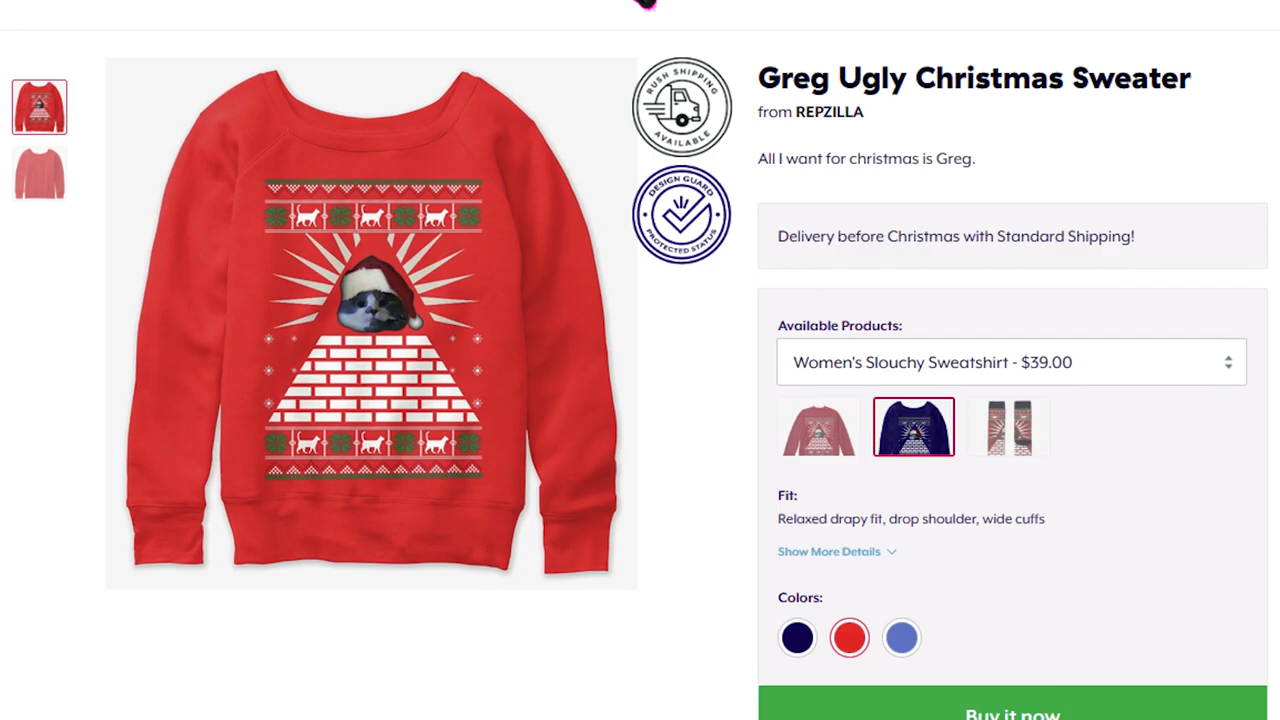 RUSH SHIPPING
AVAILABLE
DESIGN GUARD
PROTECTED STATUS
Greg Ugly Christmas Sweater
from REPZILLA
All I want for christmas is Greg.
Delivery before Christmas with Standard Shipping!
Available Products:
Women's Slouchy Sweatshirt - $39.00
Fit:
Relaxed drapy fit, drop shoulder, wide cuffs
Show More Details
Colors:
Buy it now